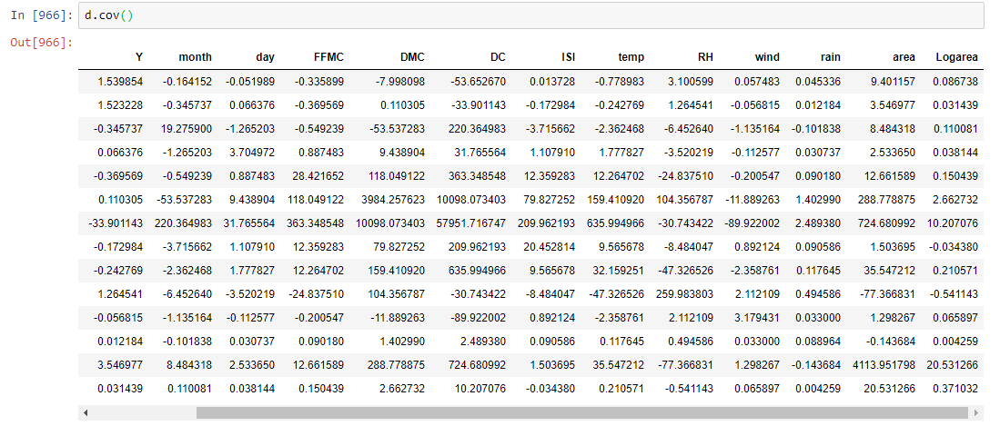 In [966]: d.cov()
Out[966]:
Y month day FFMC DMC DC ISI temp RH wind rain area Logarea
1.539854 -0.164152 -0.051989 -0.335899 -7.998098 -53.652670 0.013728 -0.778983 3.100599 0.057483 0.045336 9.401157 0.086738
1.523228 -0.345737 0.066376 -0.369569 0.110305 -33.901143 -0.172984 -0.242769 1.264541 -0.056815 0.012184 3.546977 0.031439
-0.345737 19.275900 -1.265203 -0.549239 -53.537283 220.364983 -3.715662 -2.362468 -6.452640 -1.135164 -0.101838 8.484318 0.110081
0.066376 -1.265203 3.704972 0.887483 9.438904 31.765564 1.107910 1.777827 -3.520219 -0.112577 0.030737 2.533650 0.038144
-0.369569 -0.549239 0.887483 28.421652 118.049122 363.348548 12.359283 12.264702 -24.837510 -0.200547 0.090180 12.661589 0.150439
0.110305 -53.537283 9.438904 118.049122 3984.257623 10098.073403 79.827252 159.410920 104.356787 -11.889263 1.402990 288.778875 2.662732
-33.901143 220.364983 31.765564 363.348548 10098.073403 57951.716747 209.962193 635.994966 -30.743422 -89.922002 2.489380 724.680992 10.207076
-0.172984 -3.715662 1.107910 12.359283 79.827252 209.962193 20.452814 9.565678 -8.484047 0.892124 0.090586 1.503695 -0.034380
-0.242769 -2.362468 1.777827 12.264702 159.410920 635.994966 9.565678 32.159251 -47.326526 -2.358761 0.117645 35.547212 0.210571
1.264541 -6.452640 -3.520219 -24.837510 104.356787 -30.743422 -8.484047 -47.326526 259.983803 2.112109 0.494586 -77.366831 -0.541143
-0.056815 -1.135164 -0.112577 -0.200547 -11.889263 -89.922002 0.892124 -2.358761 2.112109 3.179431 0.033000 1.298267 0.065897
0.012184 -0.101838 0.030737 0.090180 1.402990 2.489380 0.090586 0.117645 0.494586 0.033000 0.088964 -0.143684 0.004259
3.546977 8.484318 2.533650 12.661589 288.778875 724.680992 1.503695 35.547212 -77.366831 1.298267 -0.143684 4113.951798 20.531266
0.031439 0.110081 0.038144 0.150439 2.662732 10.207076 -0.034380 0.210571 -0.541143 0.065897 0.004259 20.531266 0.371032